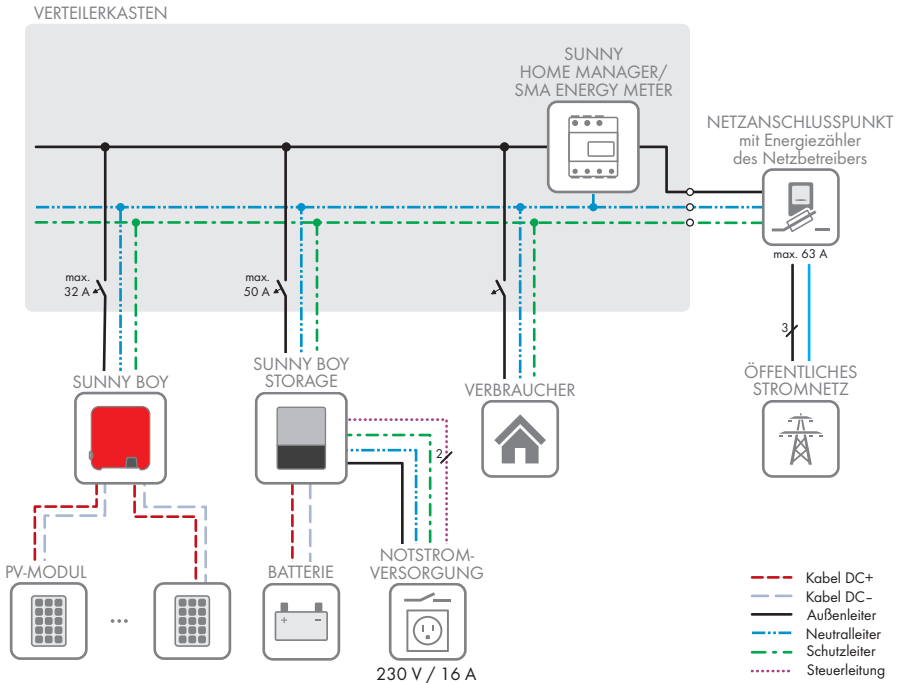 VERTEILERKASTEN
SUNNY
HOME MANAGER/
SMA ENERGY METER
NETZANSCHLUSSPUNKT
mit Energiezähler
des Netzbetreibers
max. 63 A
max.
32 A
max.
50 A
3
SUNNY BOY
SUNNY BOY
STORAGE
VERBRAUCHER
ÖFFENTLICHES
STROMNETZ
2
PV-MODUL
...
BATTERIE
+ −
NOTSTROM-
VERSORGUNG
230 V / 16 A
Kabel DC+
Kabel DC−
Außenleiter
Neutralleiter
Schutzleiter
Steuerleitung